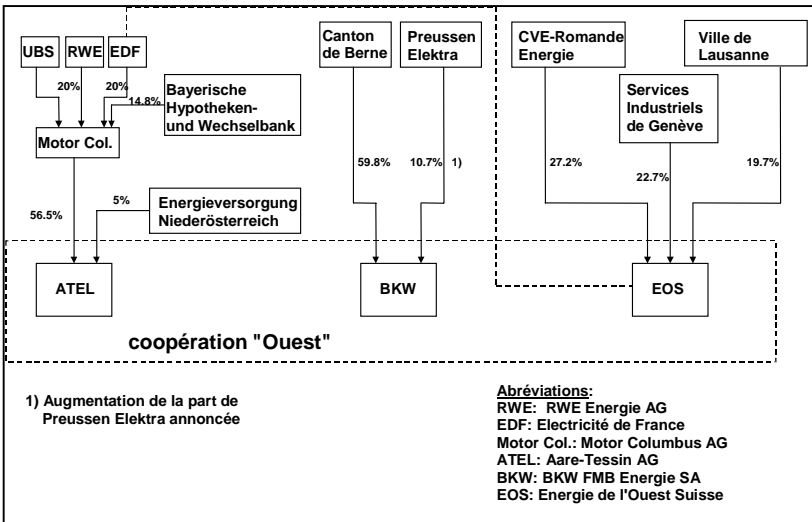 UBS
RWE
EDF
Canton
de Berne
Preussen
Elektra
CVE-Romande
Energie
Ville de
Lausanne
20%
20%
14.8%
Bayerische
Hypotheken-
und Wechselbank
Services
Industriels
de Genève
Motor Col.
59.8%
10.7%
1)
27.2%
22.7%
19.7%
56.5%
5%
Energieversorgung
Niederösterreich
ATEL
BKW
EOS
coopération "Ouest"
1) Augmentation de la part de
Preussen Elektra annoncée
Abréviations:
RWE: RWE Energie AG
EDF: Electricité de France
Motor Col.: Motor Columbus AG
ATEL: Aare-Tessin AG
BKW: BKW FMB Energie SA
EOS: Energie de l'Ouest Suisse